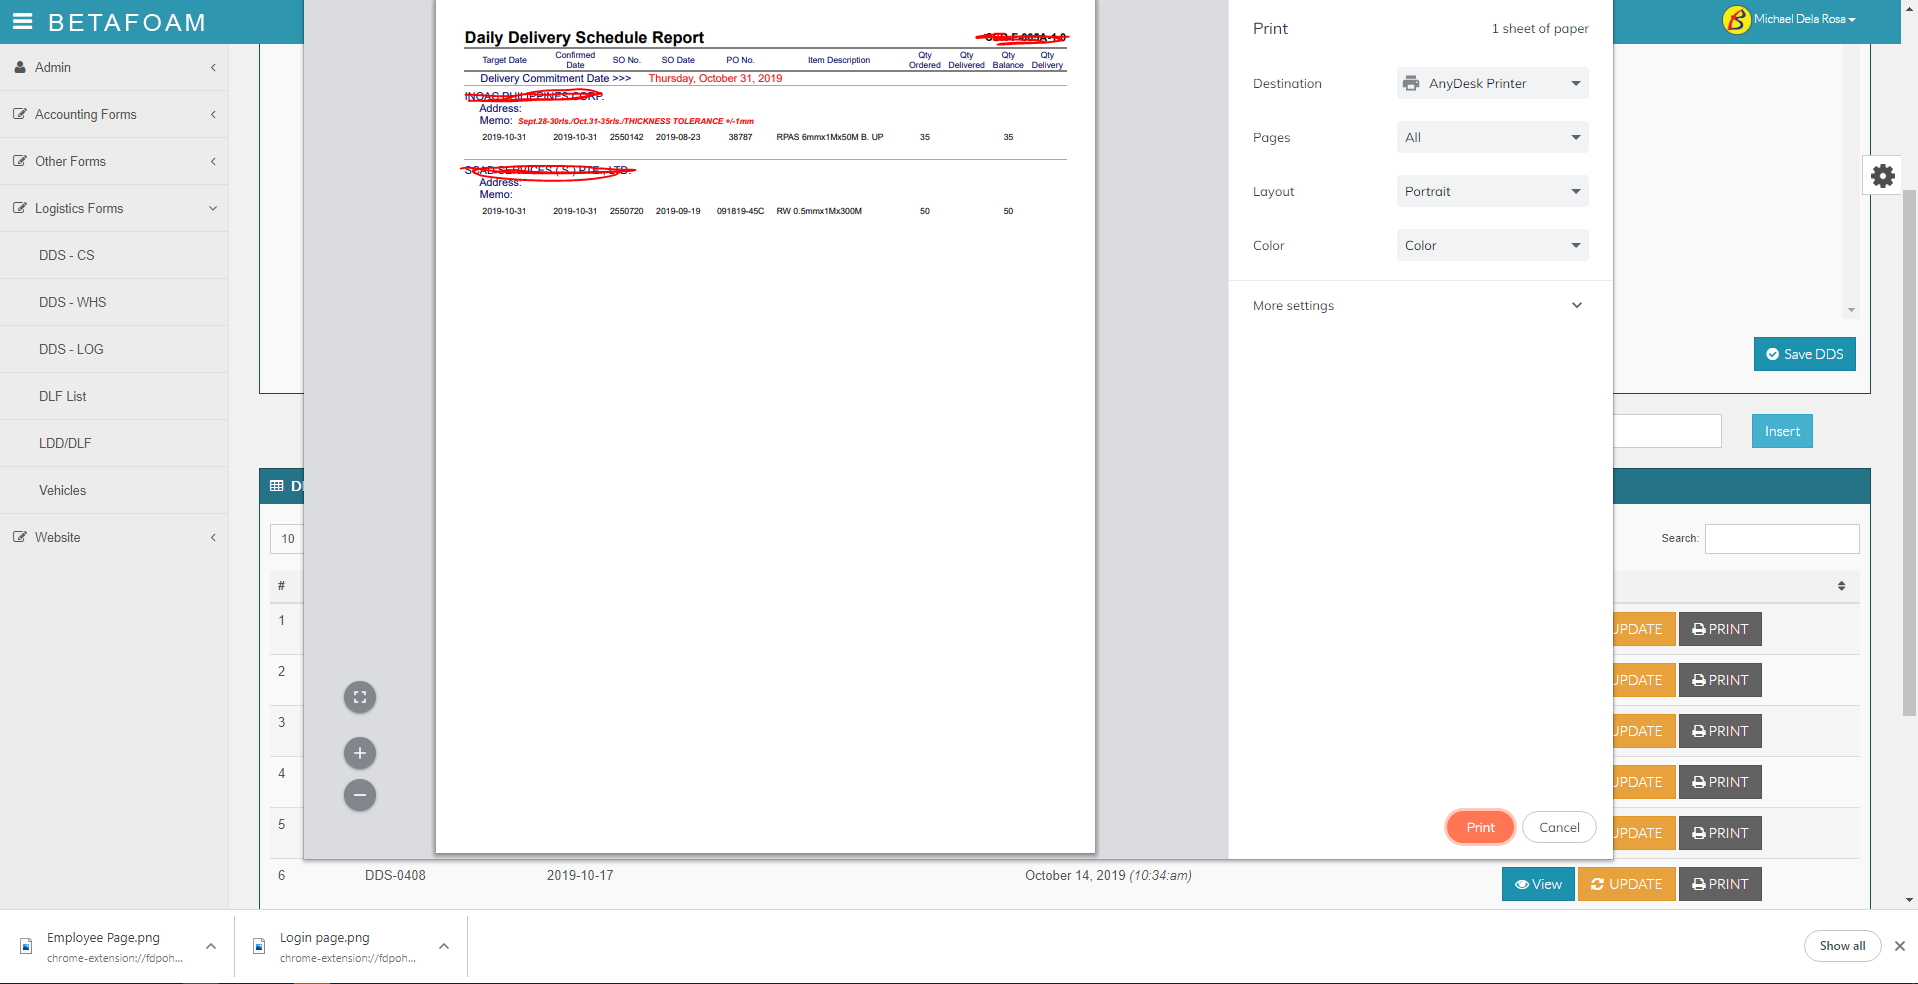 BETAFOAM
Michael Dela Rosa
Admin
Accounting Forms
Other Forms
Logistics Forms
DDS - CS
DDS - WHS
DDS - LOG
DLF List
LDD/DLF
Vehicles
Website
Daily Delivery Schedule Report
Target Date Confirmed Date SO No. SO Date PO No. Item Description Qty Ordered Qty Delivered Qty Balance Qty Delivery
Delivery Commitment Date >>> Thursday, October 31, 2019
Address:
Memo: Sept.28-30rls./Oct.31-35rls./THICKNESS TOLERANCE +/-1mm
2019-10-31 2019-10-31 2550142 2019-08-23 38787 RPAS 6mmx1Mx50M B. UP 35 35
Address:
Memo:
2019-10-31 2019-10-31 2550720 2019-09-19 091819-45C RW 0.5mmx1Mx300M 50 50
Print 1 sheet of paper
Destination AnyDesk Printer
Pages All
Layout Portrait
Color Color
More settings
Print Cancel
Save DDS
Insert
10
Search:
#
1 UPDATE PRINT
2 UPDATE PRINT
3 UPDATE PRINT
4 UPDATE PRINT
5 UPDATE PRINT
6 DDS-0408 2019-10-17 October 14, 2019 (10:34:am) View UPDATE PRINT
Employee Page.png
chrome-extension://fdpoh...
Login page.png
chrome-extension://fdpoh...
Show all